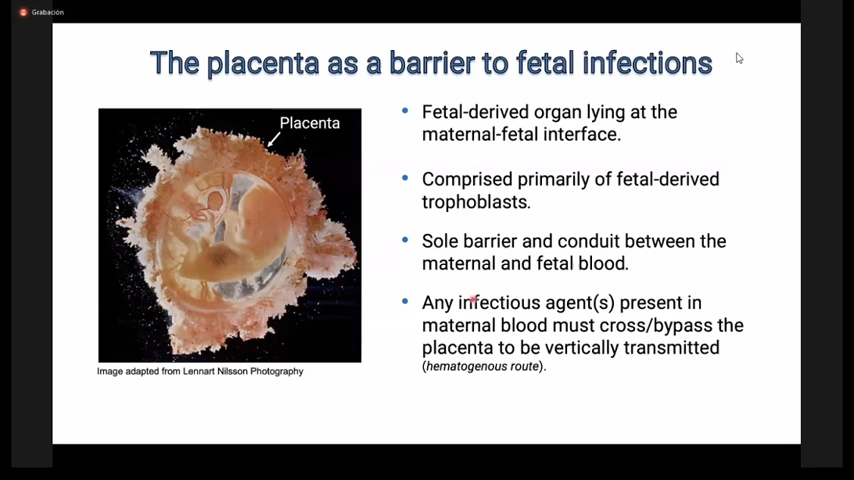 Grabación
The placenta as a barrier to fetal infections
Placenta
• Fetal-derived organ lying at the
maternal-fetal interface.
• Comprised primarily of fetal-derived
trophoblasts.
• Sole barrier and conduit between the
maternal and fetal blood.
• Any infectious agent(s) present in
maternal blood must cross/bypass the
placenta to be vertically transmitted
(hematogenous route).
Image adapted from Lennart Nilsson Photography